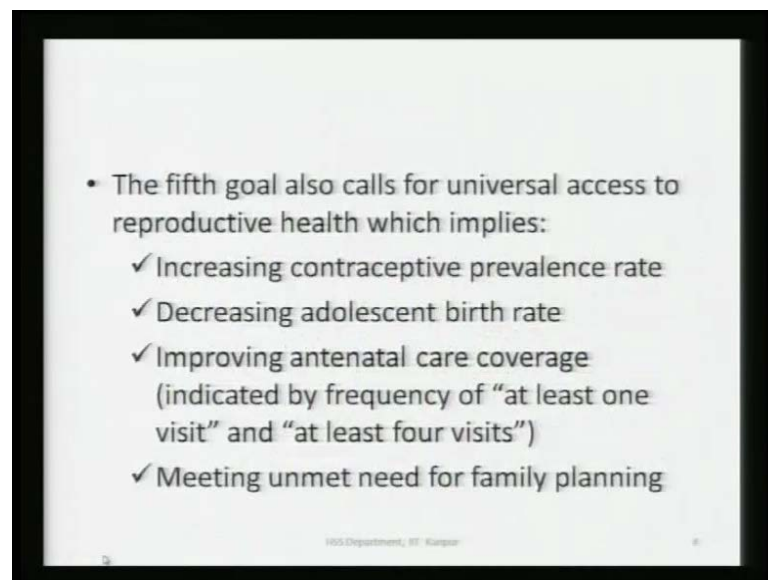 • The fifth goal also calls for universal access to
reproductive health which implies:
✓ Increasing contraceptive prevalence rate
✓ Decreasing adolescent birth rate
✓ Improving antenatal care coverage
(indicated by frequency of “at least one
visit” and “at least four visits”)
✓ Meeting unmet need for family planning
HSS Department, IIT Kanpur